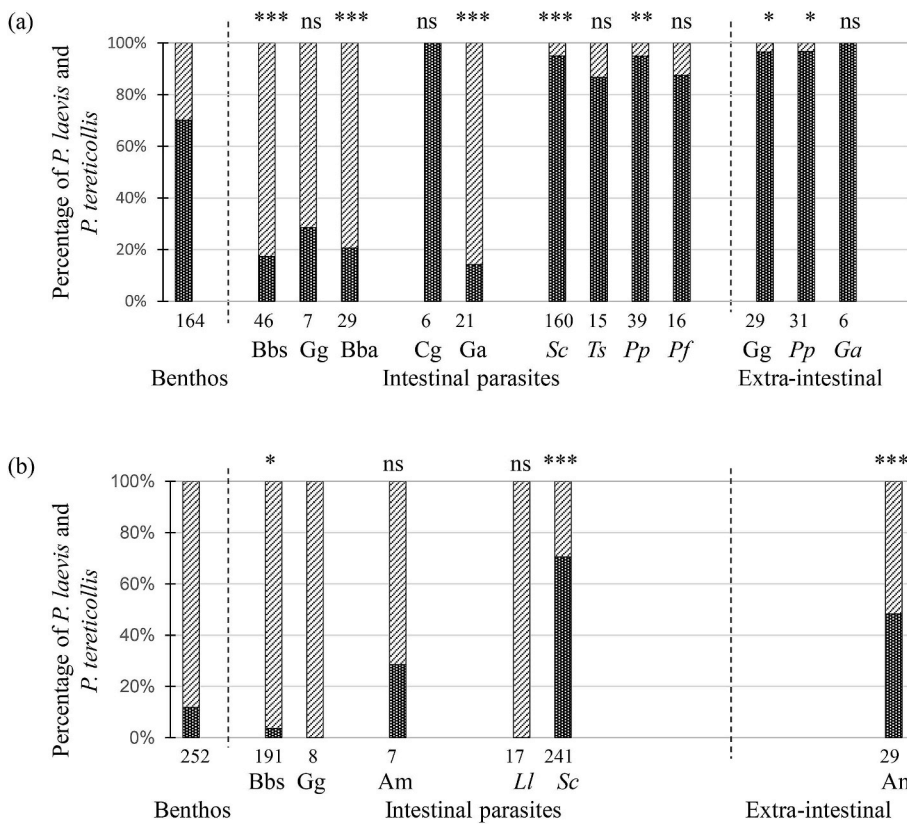 (a)
*** ns *** ns *** *** ns ** ns * * ns
Percentage of P. laevis and
P. tereticollis
100%
80%
60%
40%
20%
0%
164 46 7 29 6 21 160 15 39 16 29 31 6
Bbs Gg Bba Cg Ga Sc Ts Pp Pf Gg Pp Ga
Benthos Intestinal parasites Extra-intestinal
(b)
* ns ns *** ***
Percentage of P. laevis and
P. tereticollis
100%
80%
60%
40%
20%
0%
252 191 8 7 17 241 29
Bbs Gg Am Ll Sc Am
Benthos Intestinal parasites Extra-intestinal